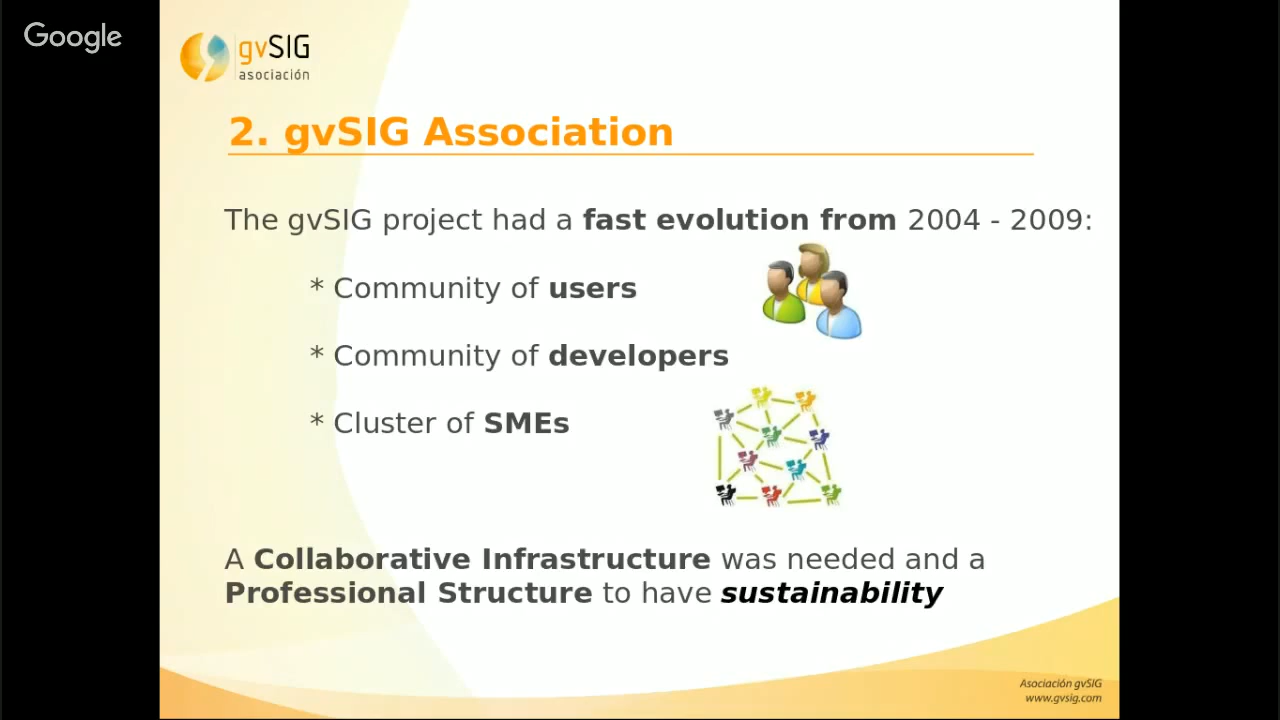 Google
gvSIG
asociación
2. gvSIG Association
The gvSIG project had a fast evolution from 2004 - 2009:
* Community of users
* Community of developers
* Cluster of SMEs
A Collaborative Infrastructure was needed and a
Professional Structure to have sustainability
Asociación gvSIG
www.gvsig.com